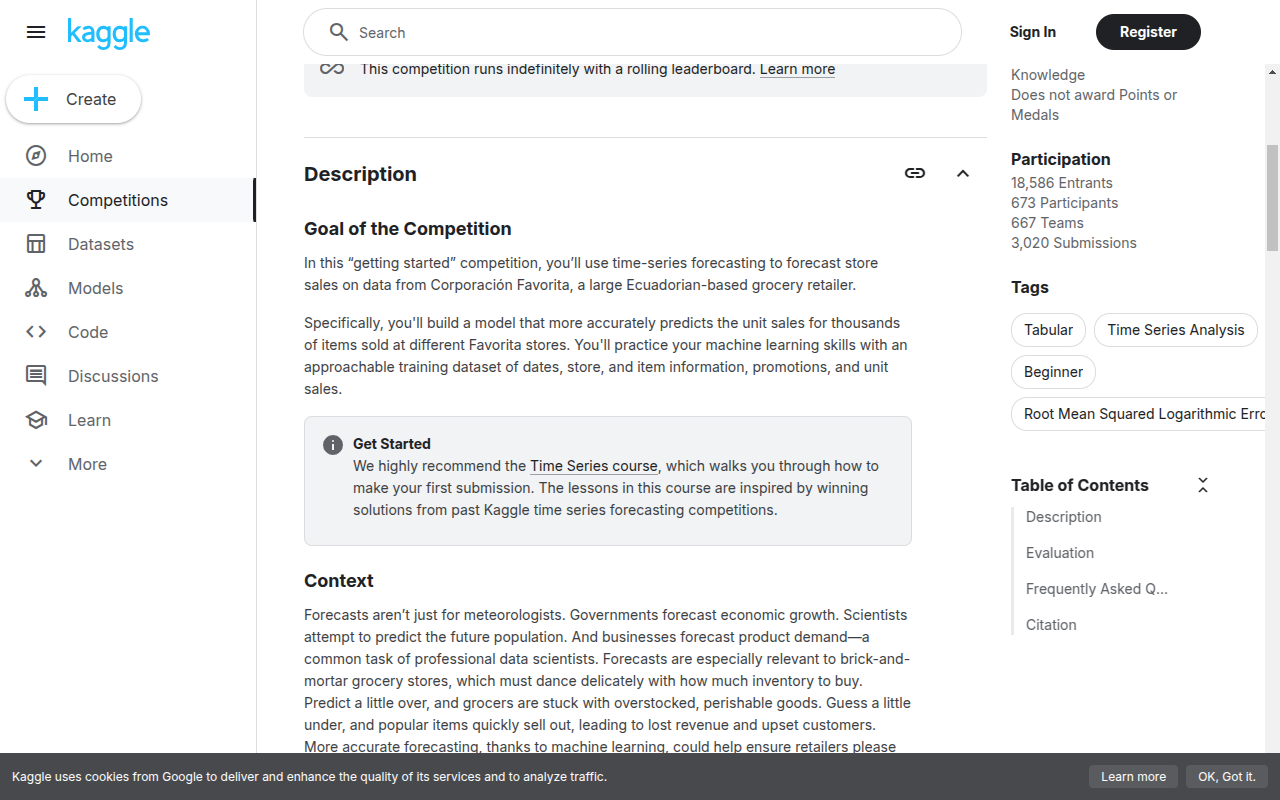 kaggle
Search
Sign In
Register
Create
Home
Competitions
Datasets
Models
Code
Discussions
Learn
More
This competition runs indefinitely with a rolling leaderboard. Learn more
Description
Goal of the Competition
In this “getting started” competition, you’ll use time-series forecasting to forecast store
sales on data from Corporación Favorita, a large Ecuadorian-based grocery retailer.
Specifically, you'll build a model that more accurately predicts the unit sales for thousands
of items sold at different Favorita stores. You'll practice your machine learning skills with an
approachable training dataset of dates, store, and item information, promotions, and unit
sales.
Get Started
We highly recommend the Time Series course, which walks you through how to
make your first submission. The lessons in this course are inspired by winning
solutions from past Kaggle time series forecasting competitions.
Context
Forecasts aren’t just for meteorologists. Governments forecast economic growth. Scientists
attempt to predict the future population. And businesses forecast product demand—a
common task of professional data scientists. Forecasts are especially relevant to brick-and-
mortar grocery stores, which must dance delicately with how much inventory to buy.
Predict a little over, and grocers are stuck with overstocked, perishable goods. Guess a little
under, and popular items quickly sell out, leading to lost revenue and upset customers.
More accurate forecasting, thanks to machine learning, could help ensure retailers please
Knowledge
Does not award Points or
Medals
Participation
18,586 Entrants
673 Participants
667 Teams
3,020 Submissions
Tags
Tabular
Time Series Analysis
Beginner
Root Mean Squared Logarithmic Erro
Table of Contents
Description
Evaluation
Frequently Asked Q...
Citation
Kaggle uses cookies from Google to deliver and enhance the quality of its services and to analyze traffic.
Learn more
OK, Got it.